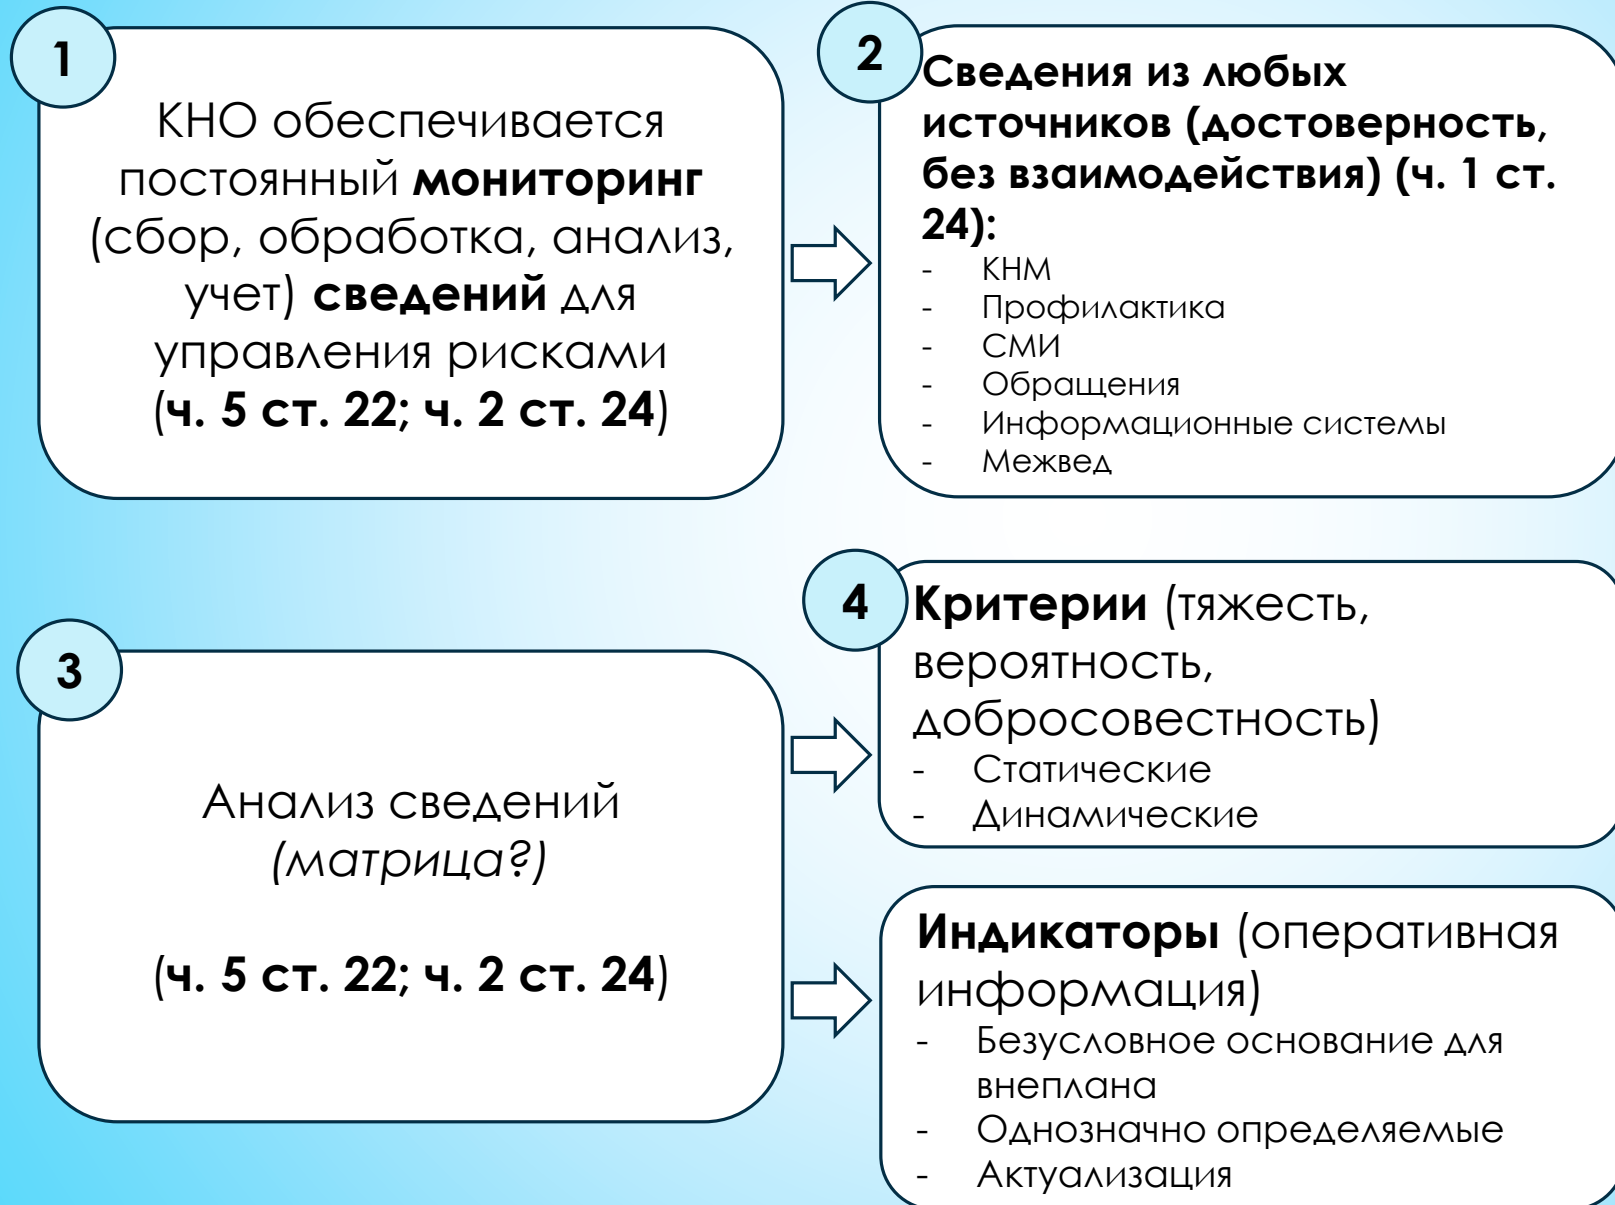 1
КНО обеспечивается
постоянный мониторинг
(сбор, обработка, анализ,
учет) сведений для
управления рисками
(ч. 5 ст. 22; ч. 2 ст. 24)
2
Сведения из любых
источников (достоверность,
без взаимодействия) (ч. 1 ст.
24):
- КНМ
- Профилактика
- СМИ
- Обращения
- Информационные системы
- Межвед
3
Анализ сведений
(матрица?)
(ч. 5 ст. 22; ч. 2 ст. 24)
4
Критерии (тяжесть,
вероятность,
добросовестность)
- Статические
- Динамические
Индикаторы (оперативная
информация)
- Безусловное основание для
внеплана
- Однозначно определяемые
- Актуализация